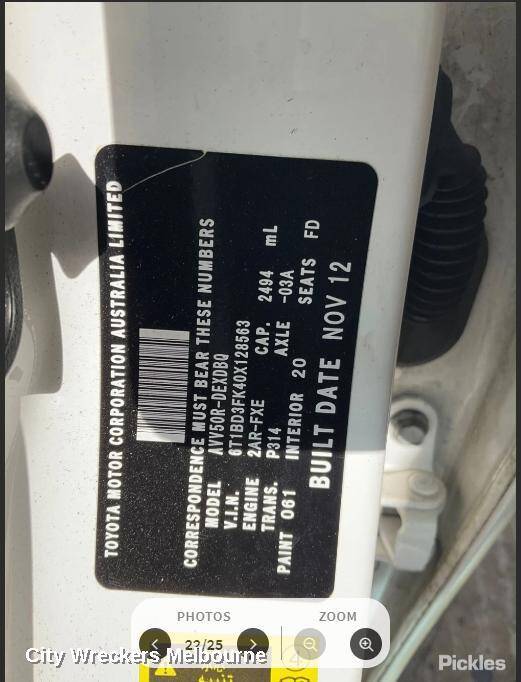 TOYOTA MOTOR CORPORATION AUSTRALIA LIMITED
CORRESPONDENCE MUST BEAR THESE NUMBERS
MODEL AVV50R-DEXDBQ
V.I.N. 6T1BD3FK40X128563
ENGINE 2AR-FXE CAP. 2494 mL
TRANS. P314 AXLE -03A
PAINT 061 INTERIOR 20 SEATS FD
BUILT DATE NOV 12
PHOTOS ZOOM
23/25
City Wreckers Melbourne
Pickles